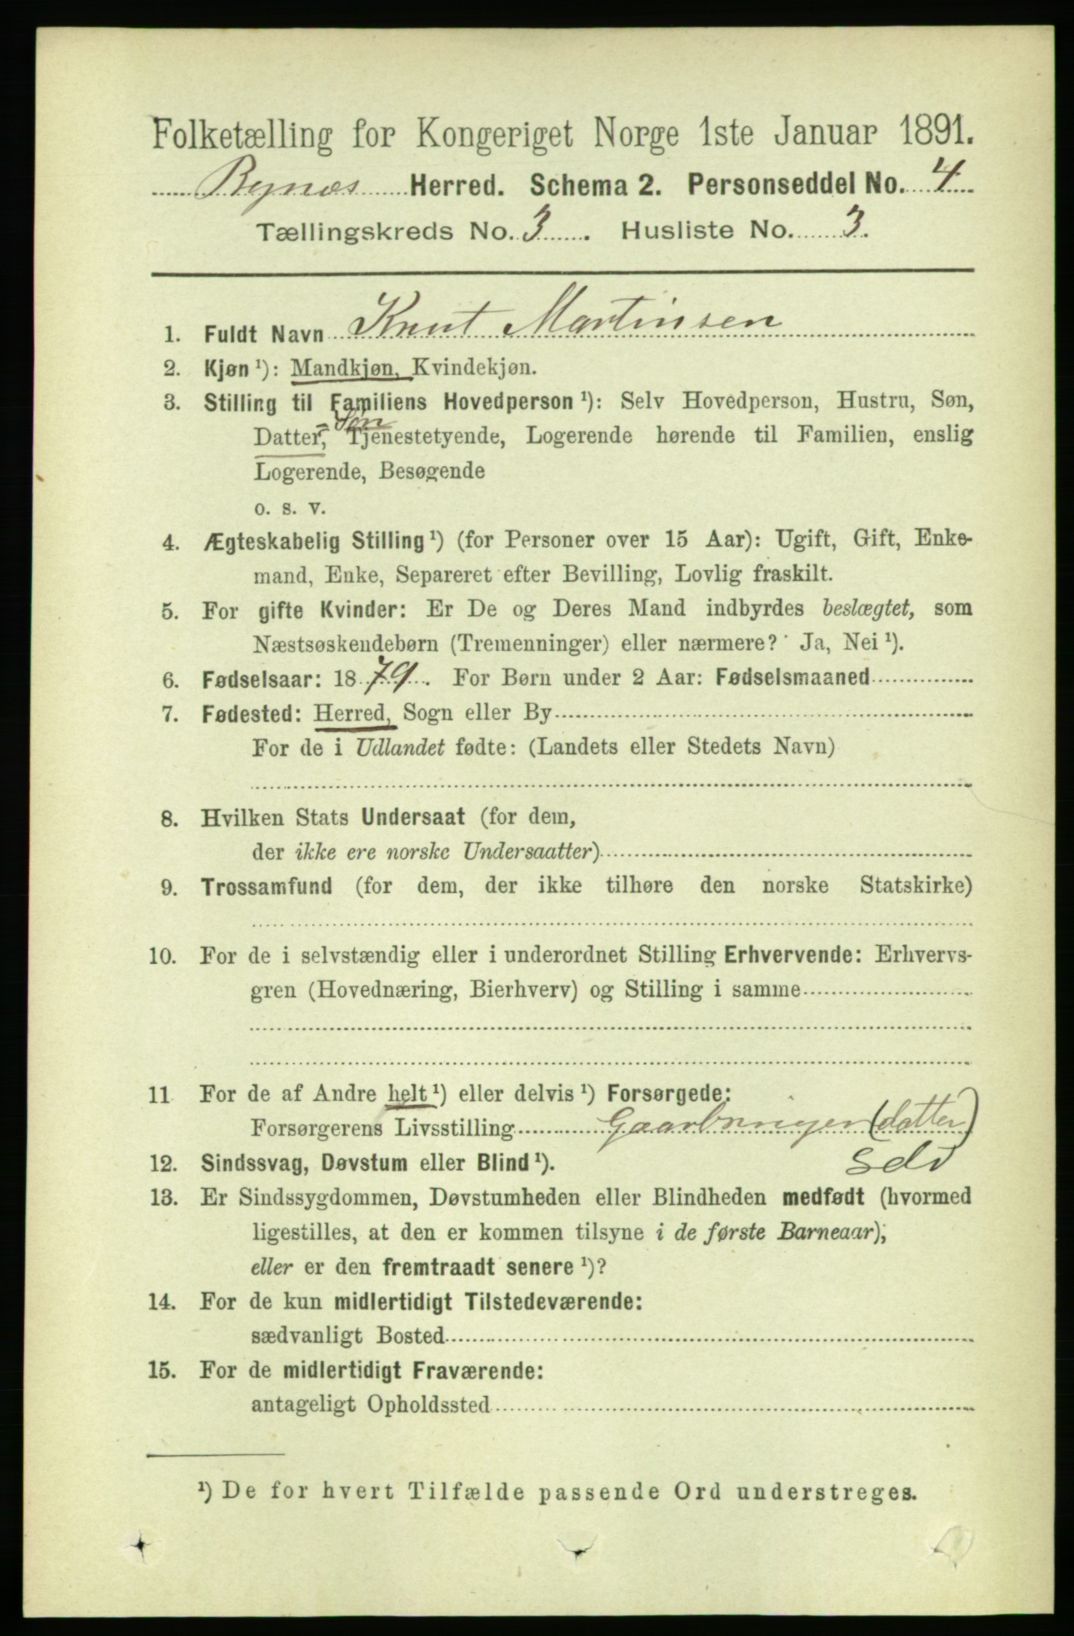 Folketælling for Kongeriget Norge 1ste Januar 1891.
Bynæs Herred. Schema 2. Personseddel No. 4
Tællingskreds No. 3. Husliste No. 3.
1. Fuldt Navn Knut Martinsen
2. Kjøn ¹): Mandkjøn, Kvindekjøn.
3. Stilling til Familiens Hovedperson ¹): Selv Hovedperson, Hustru, Søn,
Søn
Datter, Tjenestetyende, Logerende hørende til Familien, enslig
Logerende, Besøgende
o. s. v.
4. Ægteskabelig Stilling ¹) (for Personer over 15 Aar): Ugift, Gift, Enke-
mand, Enke, Separeret efter Bevilling, Lovlig fraskilt.
5. For gifte Kvinder: Er De og Deres Mand indbyrdes beslægtet, som
Næstsøskendebørn (Tremenninger) eller nærmere? Ja, Nei ¹).
6. Fødselsaar: 1879. For Børn under 2 Aar: Fødselsmaaned
7. Fødested: Herred, Sogn eller By
For de i Udlandet fødte: (Landets eller Stedets Navn)
8. Hvilken Stats Undersaat (for dem,
der ikke ere norske Undersaatter)
9. Trossamfund (for dem, der ikke tilhøre den norske Statskirke)
10. For de i selvstændig eller i underordnet Stilling Erhvervende: Erhvervs-
gren (Hovednæring, Bierhverv) og Stilling i samme
11 For de af Andre helt ¹) eller delvis ¹) Forsørgede:
Forsørgerens Livsstilling Gaardbruger (datter)
12. Sindssvag, Døvstum eller Blind ¹).
13. Er Sindssygdommen, Døvstumheden eller Blindheden medfødt (hvormed
ligestilles, at den er kommen tilsyne i de første Barneaar),
eller er den fremtraadt senere ¹)?
14. For de kun midlertidigt Tilstedeværende:
sædvanligt Bosted
15. For de midlertidigt Fraværende:
antageligt Opholdssted
¹) De for hvert Tilfælde passende Ord understreges.